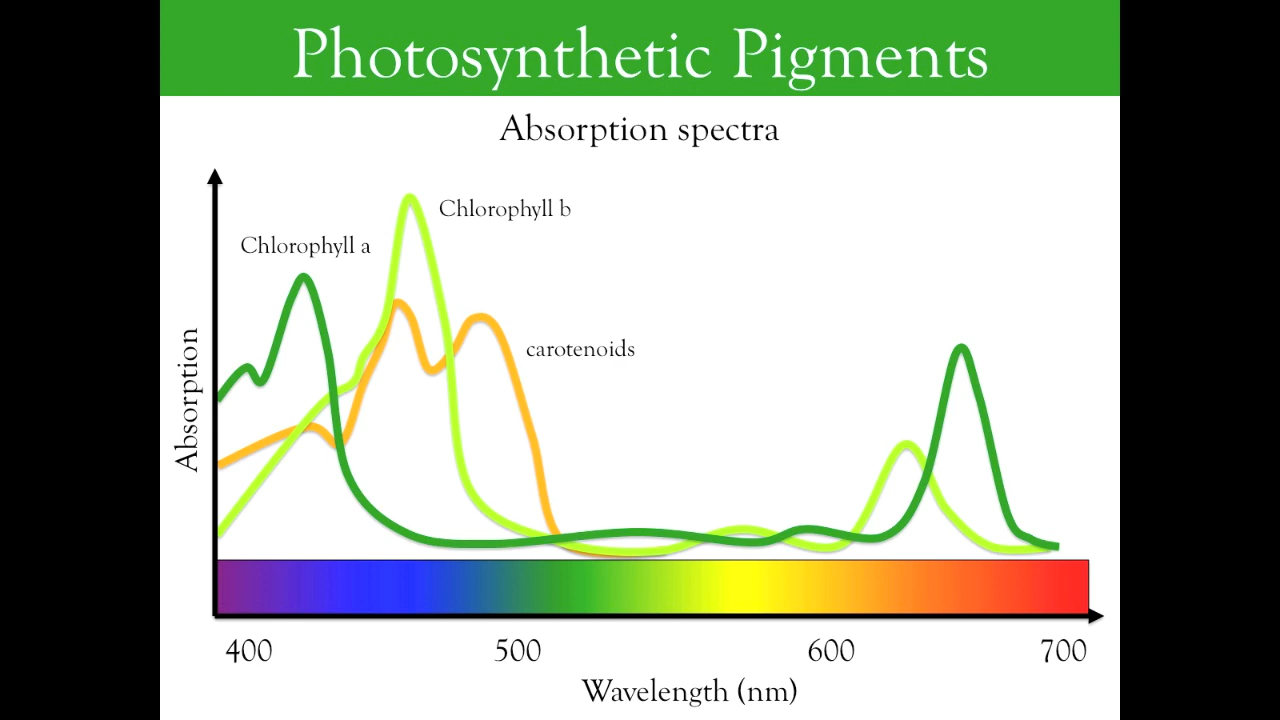 Photosynthetic Pigments
Absorption spectra
Chlorophyll b
Chlorophyll a
carotenoids
Absorption
400 500 600 700
Wavelength (nm)